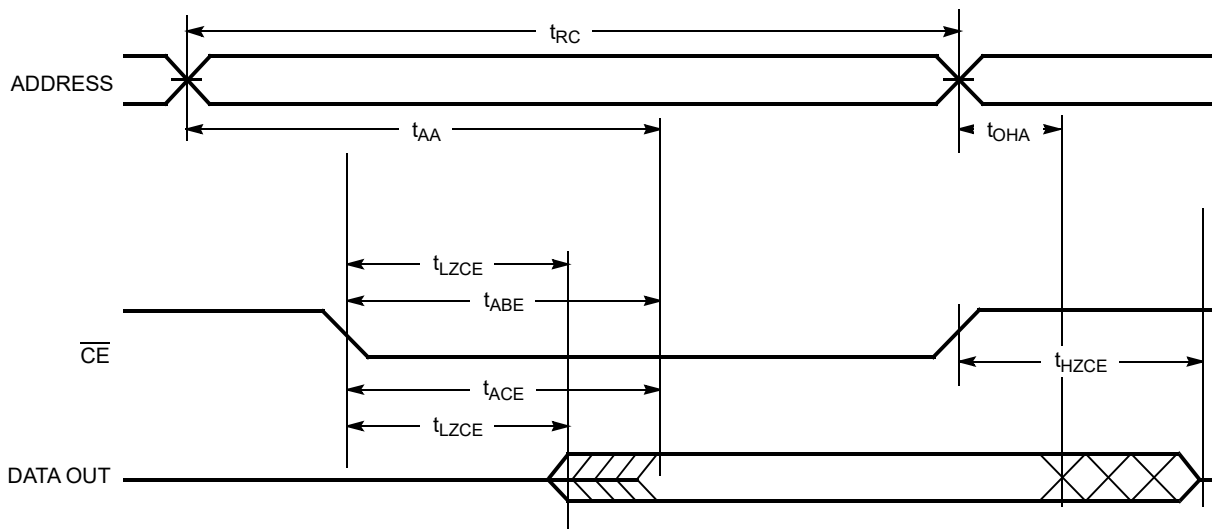 tRC
ADDRESS
tAA
tOHA
tLZCE
tABE
CE
tHZCE
tACE
tLZCE
DATA OUT